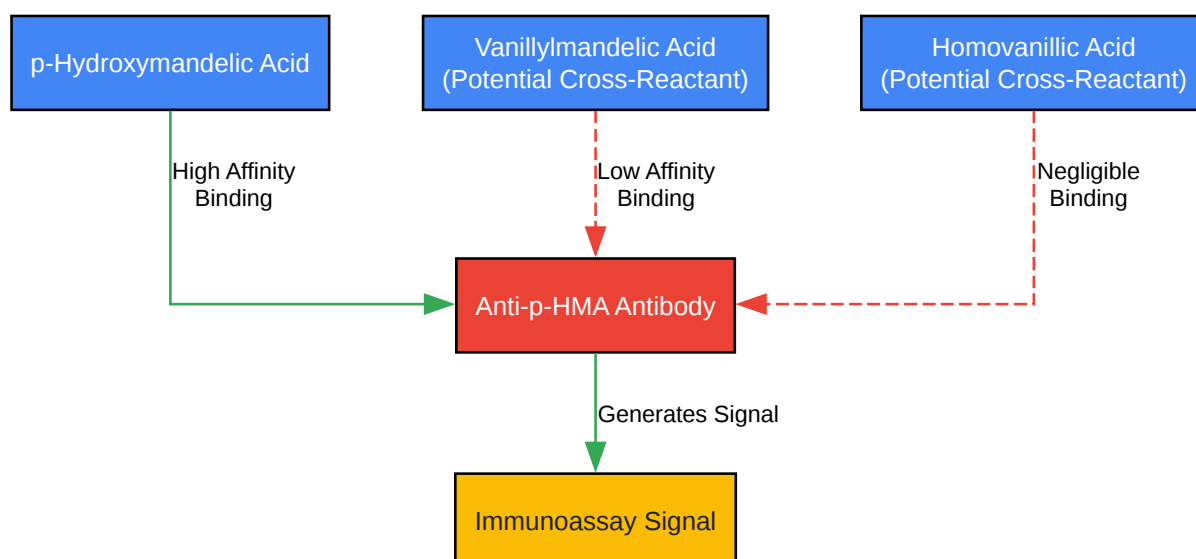 p-Hydroxymandelic Acid
Vanillylmandelic Acid
(Potential Cross-Reactant)
Homovanillic Acid
(Potential Cross-Reactant)
High Affinity
Binding
Low Affinity
Binding
Negligible
Binding
Anti-p-HMA Antibody
Generates Signal
Immunoassay Signal